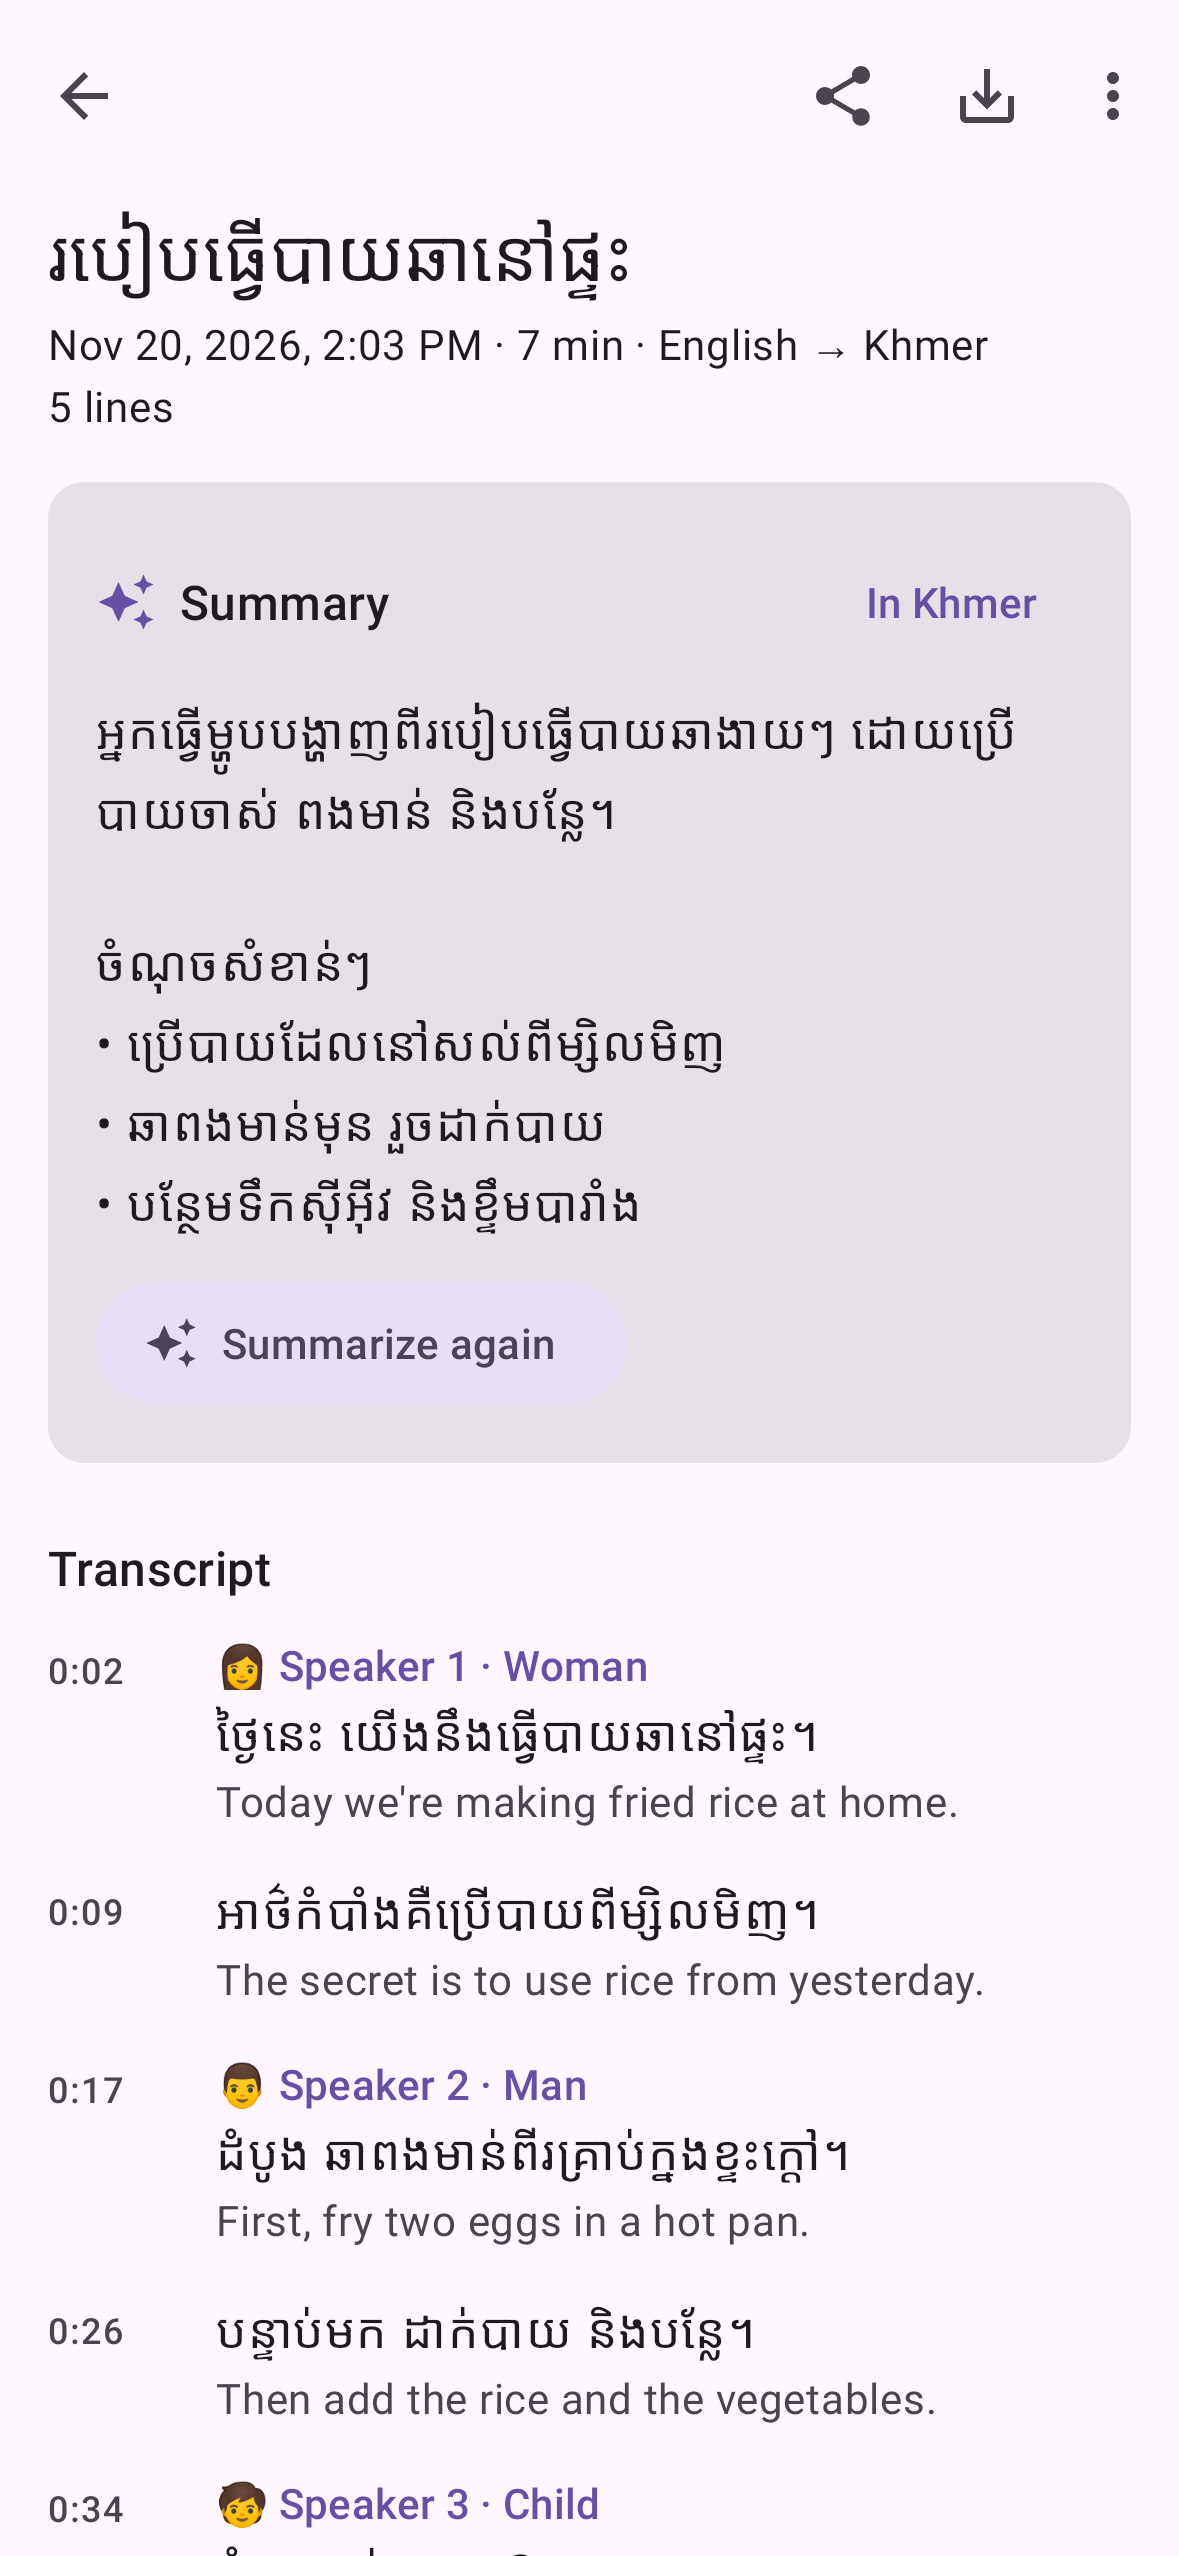 របៀបធ្វើបាយឆានៅផ្ទះ
Nov 20, 2026, 2:03 PM · 7 min · English → Khmer
5 lines
Summary
In Khmer
អ្នកធ្វើម្ហូបបង្ហាញពីរបៀបធ្វើបាយឆាងាយៗ ដោយប្រើ
បាយចាស់ ពងមាន់ និងបន្លែ។
ចំណុចសំខាន់ៗ
• ប្រើបាយដែលនៅសល់ពីម្សិលមិញ
• ឆាពងមាន់មុន រួចដាក់បាយ
• បន្ថែមទឹកស៊ីអ៊ីវ និងខ្ទឹមបារាំង
Summarize again
Transcript
0:02
👩 Speaker 1 · Woman
ថ្ងៃនេះ យើងនឹងធ្វើបាយឆានៅផ្ទះ។
Today we're making fried rice at home.
0:09
អាថ៌កំបាំងគឺប្រើបាយពីម្សិលមិញ។
The secret is to use rice from yesterday.
0:17
👨 Speaker 2 · Man
ដំបូង ឆាពងមាន់ពីរគ្រាប់ក្នុងខ្ទះក្តៅ។
First, fry two eggs in a hot pan.
0:26
បន្ទាប់មក ដាក់បាយ និងបន្លែ។
Then add the rice and the vegetables.
0:34
🧒 Speaker 3 · Child